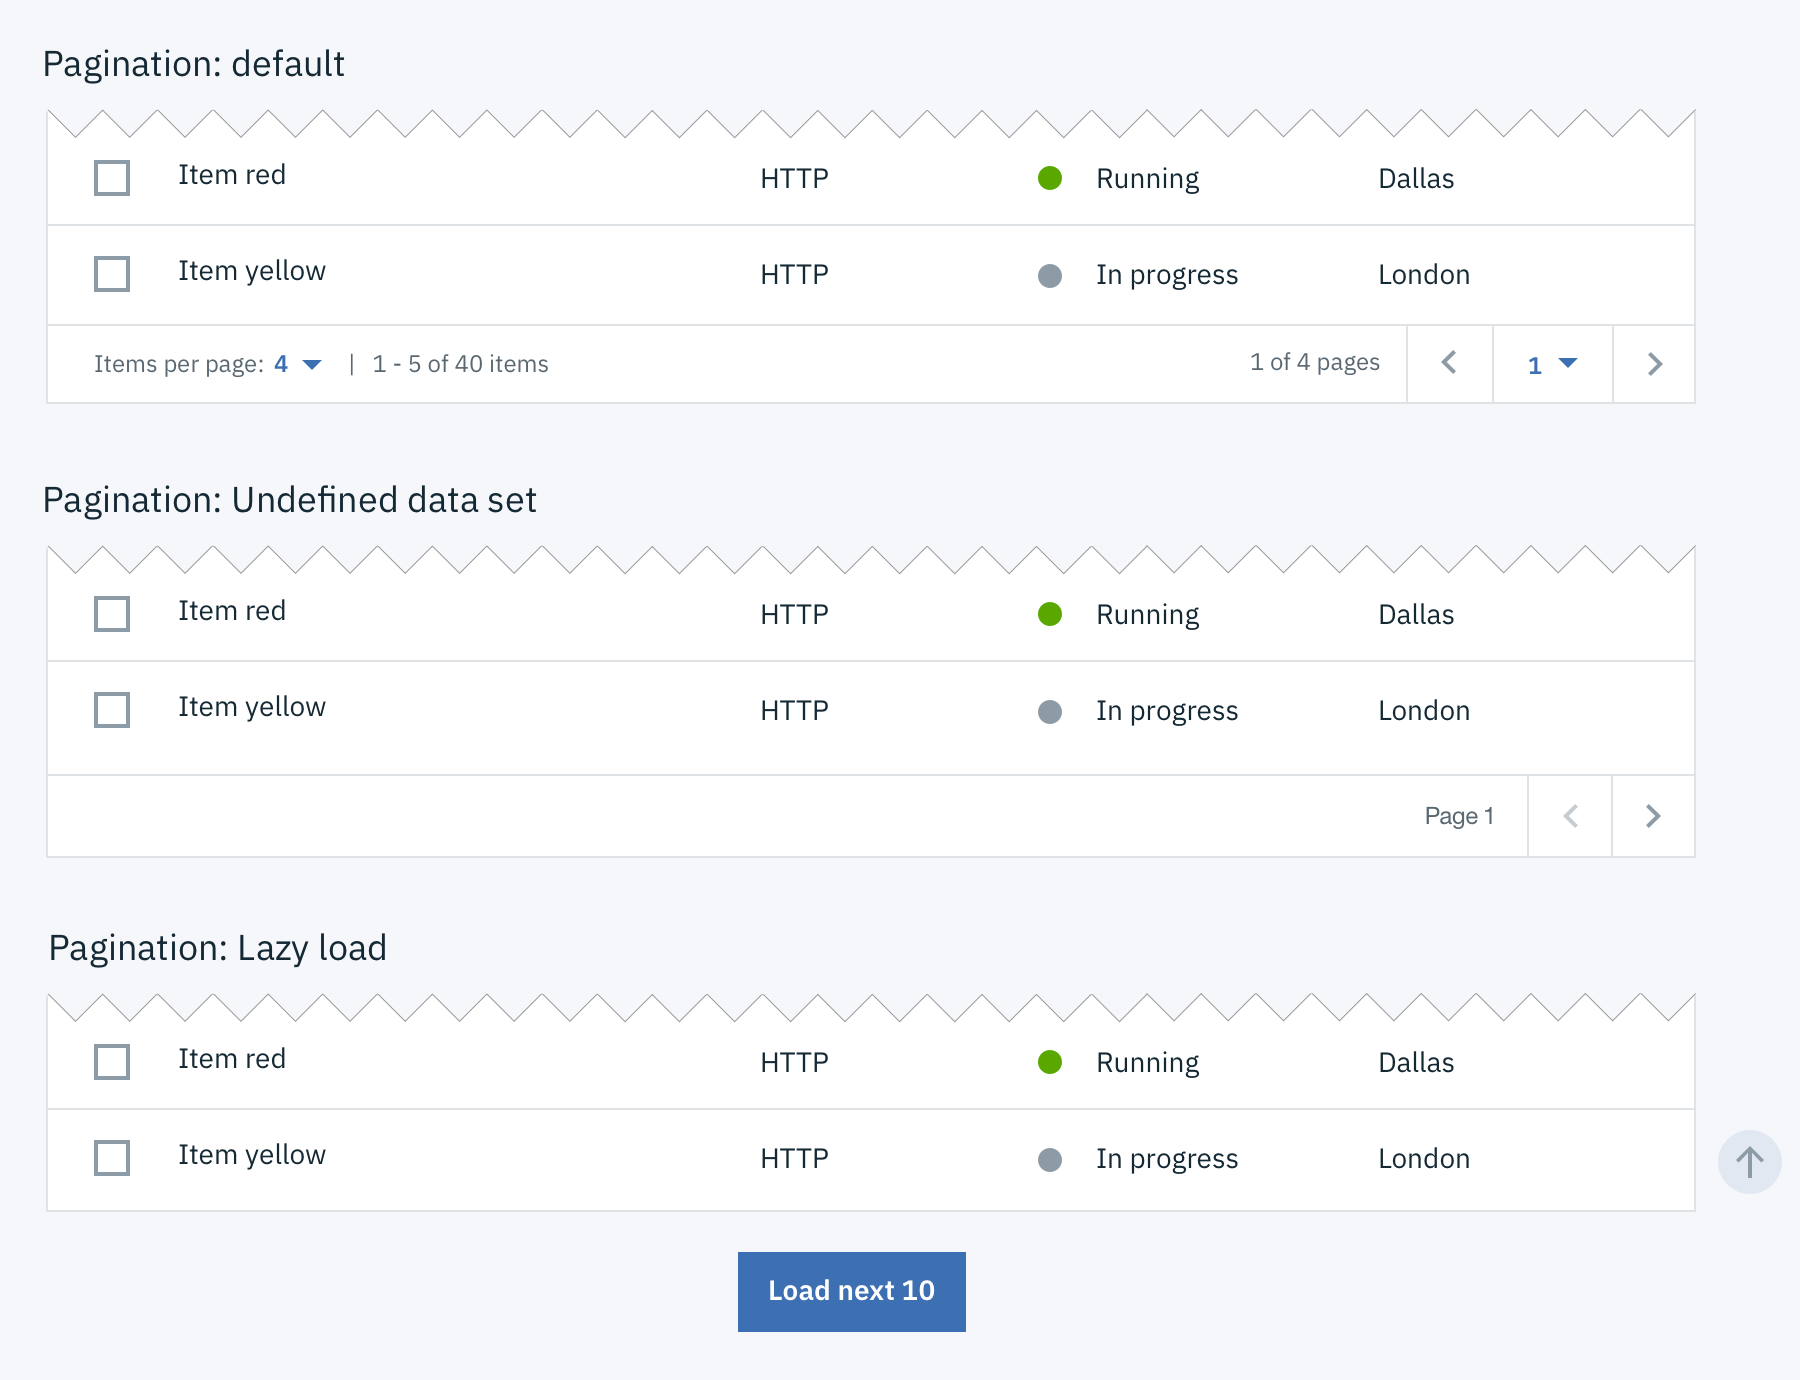 Pagination: default
Item red HTTP Running Dallas
Item yellow HTTP In progress London
Items per page: 4 | 1 - 5 of 40 items 1 of 4 pages 1
Pagination: Undefined data set
Item red HTTP Running Dallas
Item yellow HTTP In progress London
Page 1
Pagination: Lazy load
Item red HTTP Running Dallas
Item yellow HTTP In progress London
Load next 10